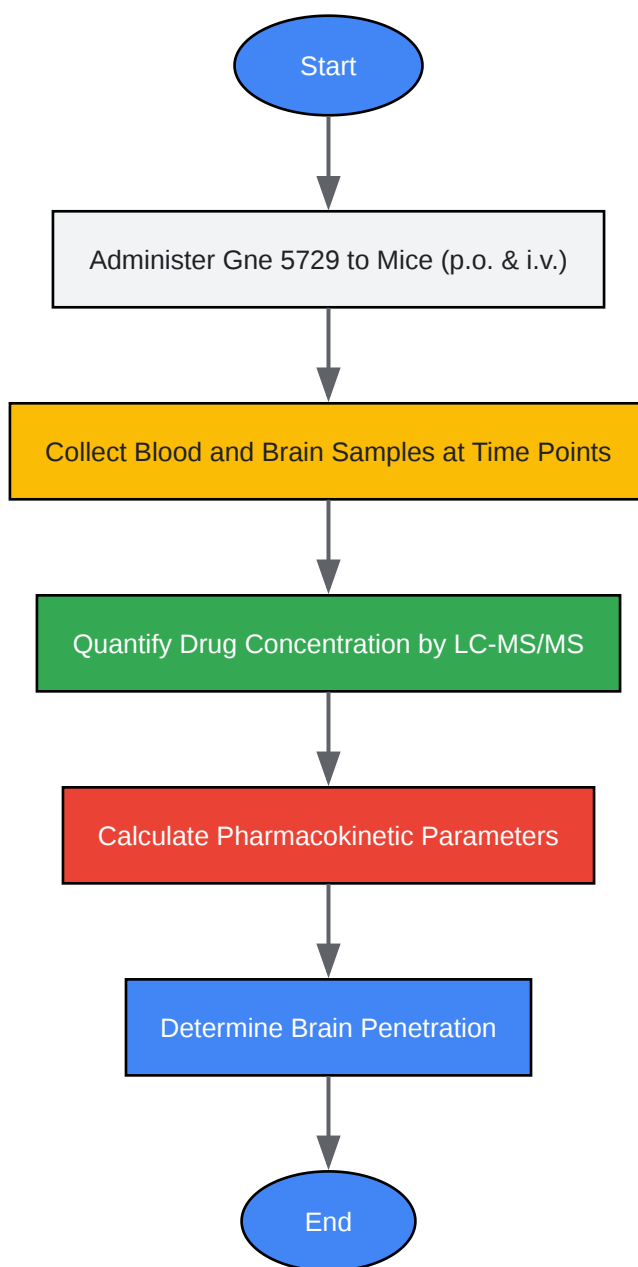 Start
Administer Gne 5729 to Mice (p.o. & i.v.)
Collect Blood and Brain Samples at Time Points
Quantify Drug Concentration by LC-MS/MS
Calculate Pharmacokinetic Parameters
Determine Brain Penetration
End